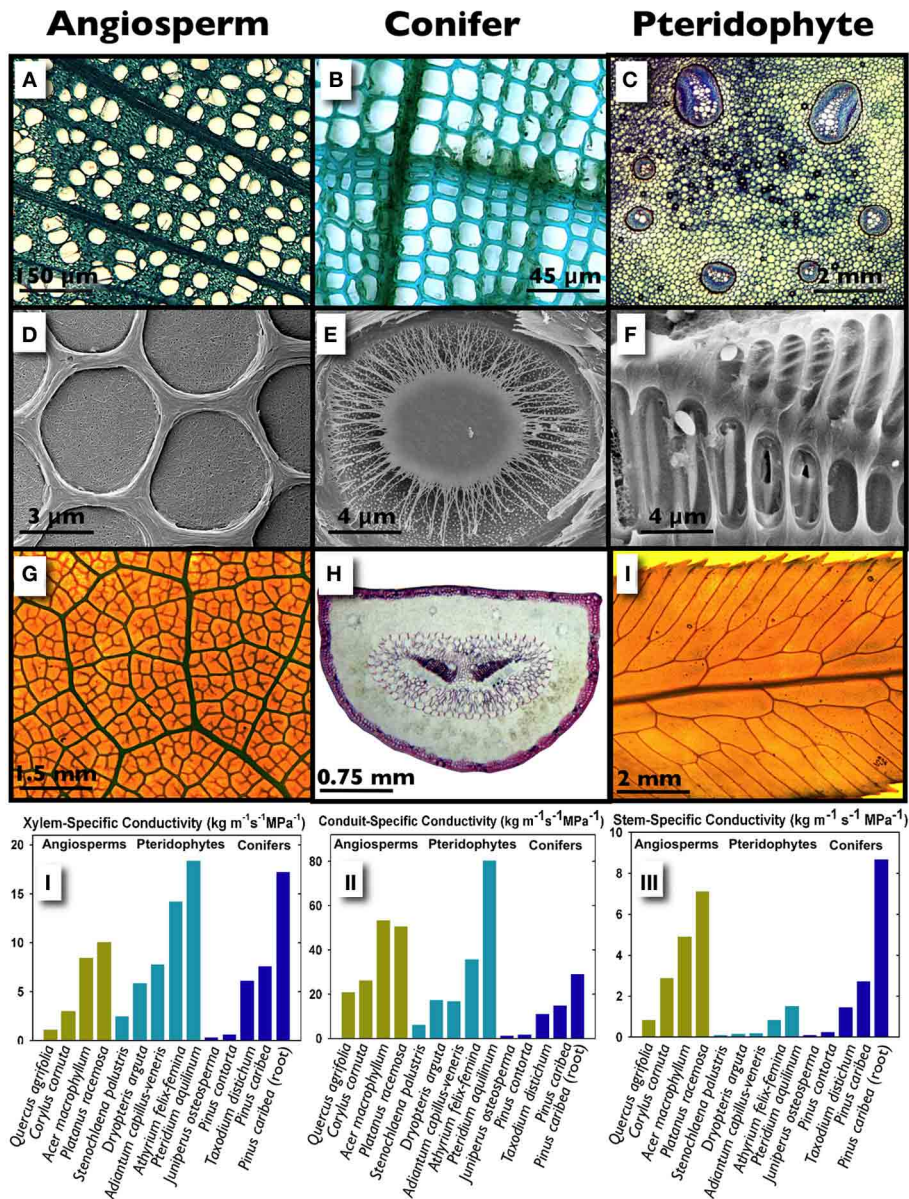 Angiosperm
Conifer
Pteridophyte
A
B
C
150 μm
45 μm
2 mm
D
E
F
3 μm
4 μm
4 μm
G
H
I
1.5 mm
0.75 mm
2 mm
Xylem-Specific Conductivity (kg m⁻¹s⁻¹MPa⁻¹)
Angiosperms Pteridophytes Conifers
I
20
15
10
5
0
Quercus agrifolia
Corylus cornuta
Acer macrophyllum
Platanus racemosa
Stenochlaena palustris
Dryopteris arguta
Adiantum capillus-veneris
Athyrium felix-femina
Pteridium aquilinum
Juniperus osteosperma
Pinus contorta
Taxodium distichum
Pinus caribea
Pinus caribea (root)
Conduit-Specific Conductivity (kg m⁻¹s⁻¹MPa⁻¹)
Angiosperms Pteridophytes Conifers
II
80
60
40
20
0
Quercus agrifolia
Corylus cornuta
Acer macrophyllum
Platanus racemosa
Stenochlaena palustris
Dryopteris arguta
Adiantum capillus-veneris
Athyrium felix-femina
Pteridium aquilinum
Juniperus osteosperma
Pinus contorta
Taxodium distichum
Pinus caribea
Pinus caribea (root)
Stem-Specific Conductivity (kg m⁻¹ s⁻¹ MPa⁻¹)
Angiosperms Pteridophytes Conifers
III
10
8
6
4
2
0
Quercus agrifolia
Corylus cornuta
Acer macrophyllum
Platanus racemosa
Stenochlaena palustris
Dryopteris arguta
Adiantum capillus-veneris
Athyrium felix-femina
Pteridium aquilinum
Juniperus osteosperma
Pinus contorta
Taxodium distichum
Pinus caribea
Pinus caribea (root)